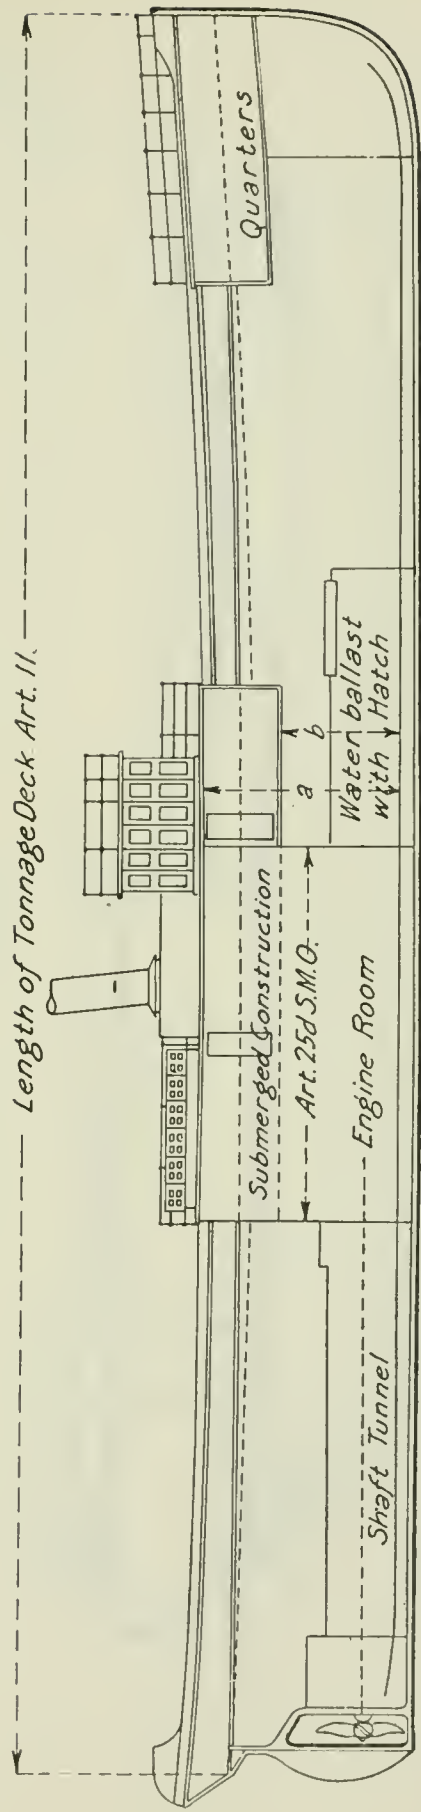 Length of Tonnage Deck Art. 11.
Quarters
Submerged Construction
a
b
Art. 25d S.M.G.
Water ballast
with Hatch
Engine Room
Shaft Tunnel